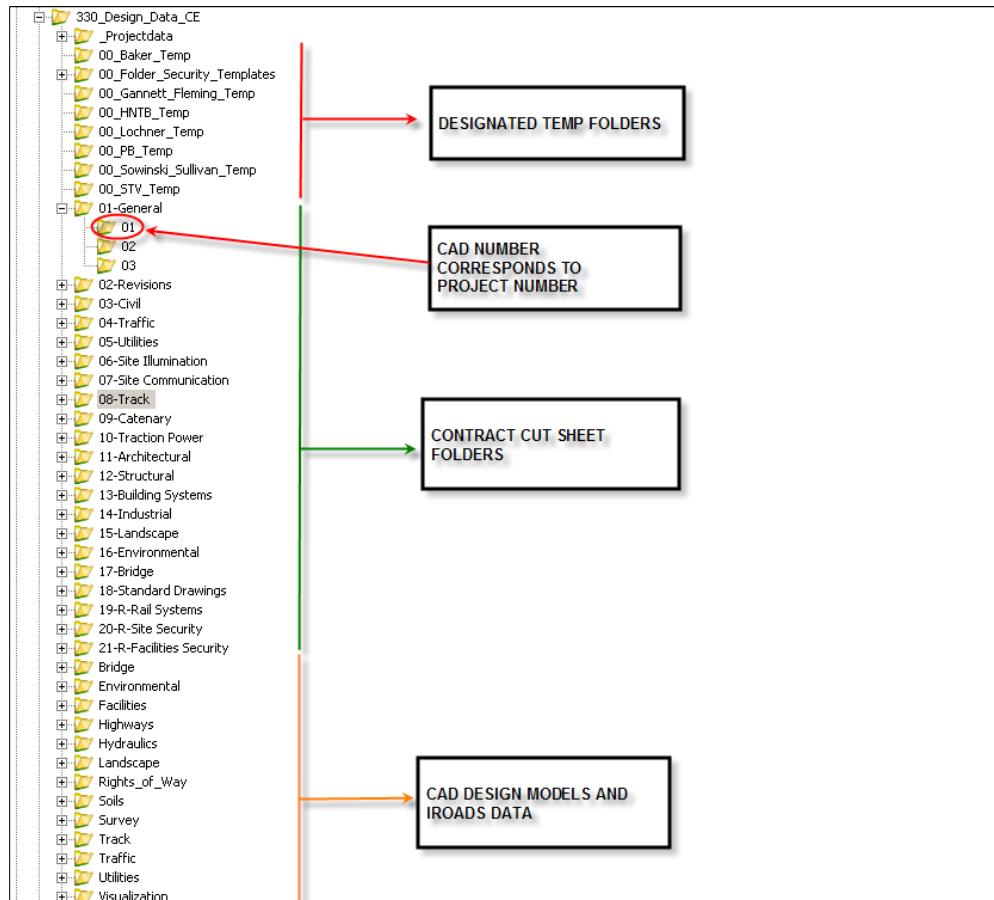 330_Design_Data_CE
_Projectdata
00_Baker_Temp
00_Folder_Security_Templates
00_Gannett_Fleming_Temp
00_HNTB_Temp
00_Lochner_Temp
00_PB_Temp
00_Sowinski_Sullivan_Temp
00_STV_Temp
01-General
01
02
03
02-Revisions
03-Civil
04-Traffic
05-Utilities
06-Site Illumination
07-Site Communication
08-Track
09-Catenary
10-Traction Power
11-Architectural
12-Structural
13-Building Systems
14-Industrial
15-Landscape
16-Environmental
17-Bridge
18-Standard Drawings
19-R-Rail Systems
20-R-Site Security
21-R-Facilities Security
Bridge
Environmental
Facilities
Highways
Hydraulics
Landscape
Rights_of_Way
Soils
Survey
Track
Traffic
Utilities
Visualization
DESIGNATED TEMP FOLDERS
CAD NUMBER
CORRESPONDS TO
PROJECT NUMBER
CONTRACT CUT SHEET
FOLDERS
CAD DESIGN MODELS AND
IROADS DATA